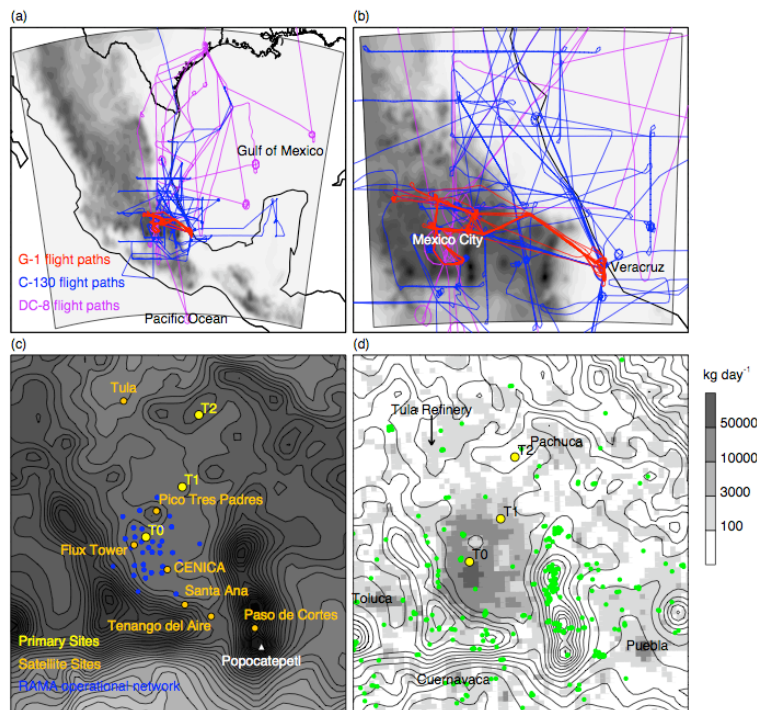 (a)
Gulf of Mexico
G-1 flight paths
C-130 flight paths
DC-8 flight paths
Pacific Ocean
(b)
Mexico City
Veracruz
(c)
Tula
T2
T1
Pico Tres Padres
T0
Flux Tower
CENICA
Santa Ana
Tenango del Aire
Paso de Cortes
Primary Sites
Satellite Sites
Popocatepetl
RAMA operational network
(d)
Tula Refinery
Pachuca
T2
T1
T0
Toluca
Puebla
Cuernavaca
kg day⁻¹
50000
10000
3000
100